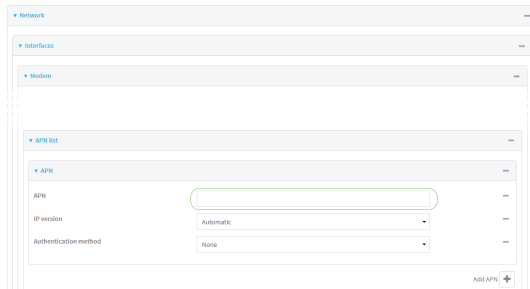 Network
Interfaces
Modem
APN list
APN
APN
IP version Automatic
Authentication method None
Add APN